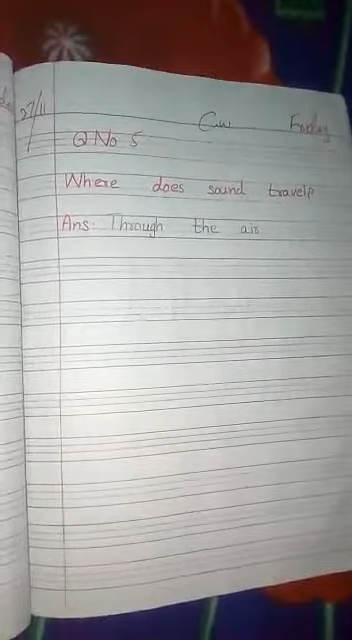 27/11
Cw Friday
Q No 5
Where does sound travel?
Ans: Through the air